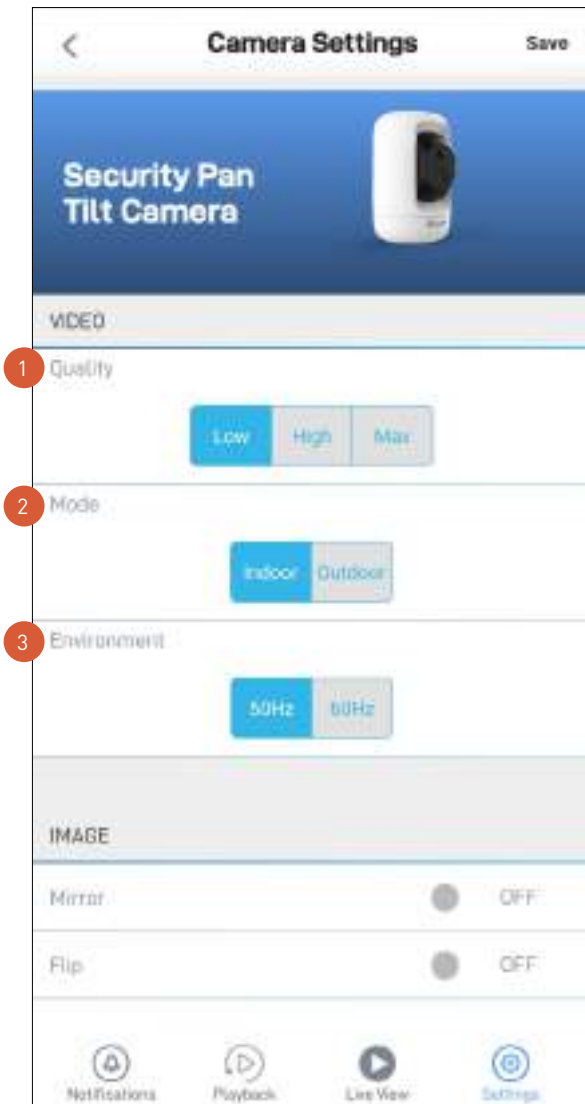 Camera Settings Save
Security Pan
Tilt Camera
VIDEO
1 Quality
Low High Max
2 Mode
Indoor Outdoor
3 Environment
50Hz 60Hz
IMAGE
Mirror OFF
Flip OFF
Notifications Playback Live View Settings